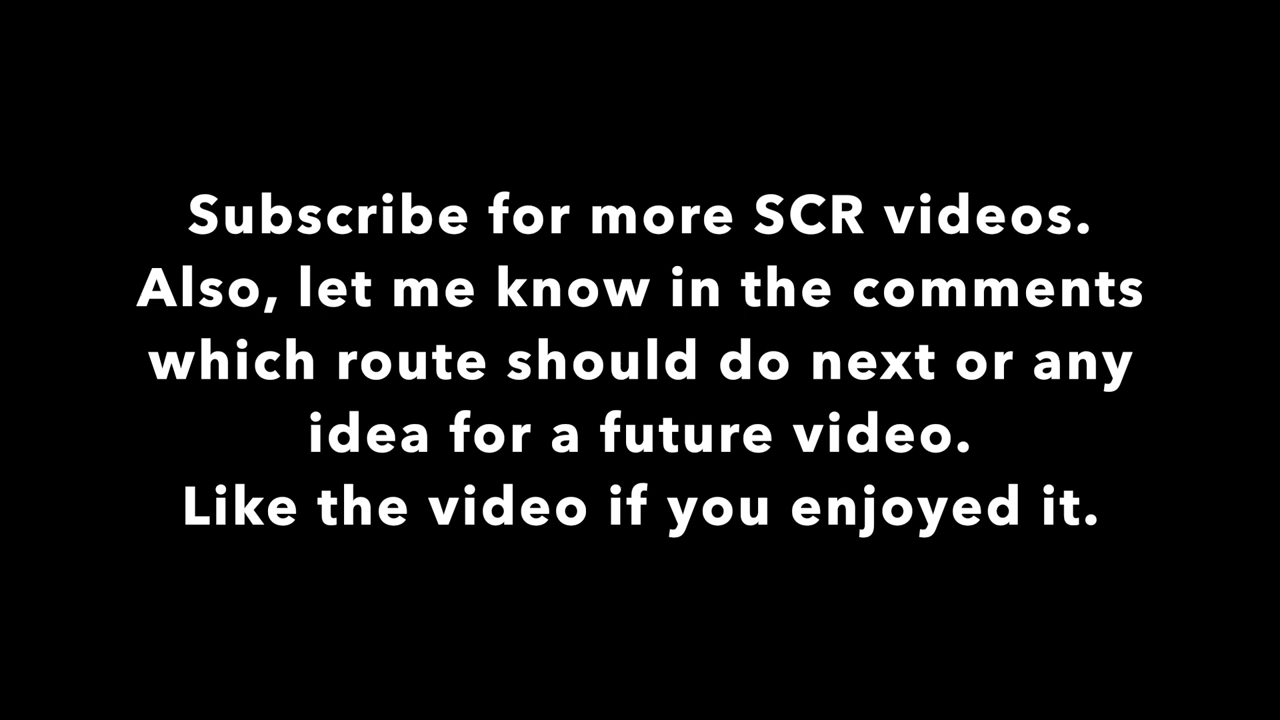 Subscribe for more SCR videos.
Also, let me know in the comments
which route should do next or any
idea for a future video.
Like the video if you enjoyed it.